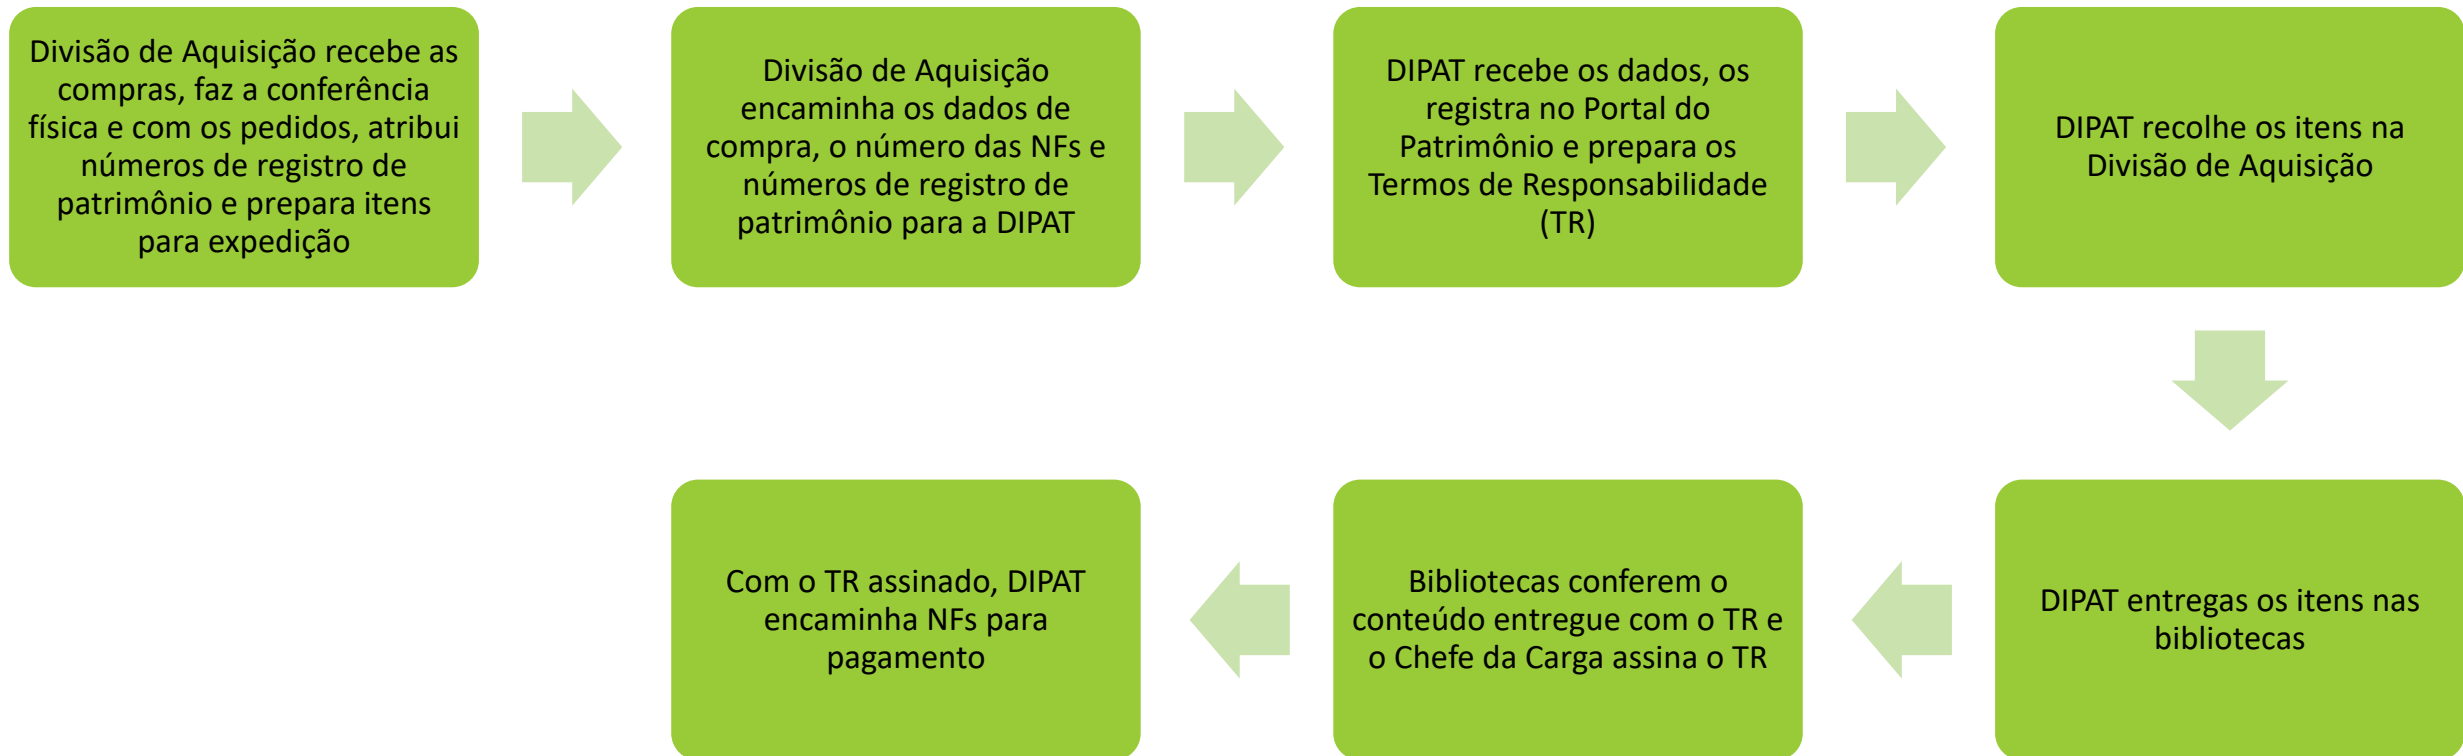 Divisão de Aquisição recebe as
compras, faz a conferência
física e com os pedidos, atribui
números de registro de
patrimônio e prepara itens
para expedição
Divisão de Aquisição
encaminha os dados de
compra, o número das NFs e
números de registro de
patrimônio para a DIPAT
DIPAT recebe os dados, os
registra no Portal do
Patrimônio e prepara os
Termos de Responsabilidade
(TR)
DIPAT recolhe os itens na
Divisão de Aquisição
DIPAT entregas os itens nas
bibliotecas
Bibliotecas conferem o
conteúdo entregue com o TR e
o Chefe da Carga assina o TR
Com o TR assinado, DIPAT
encaminha NFs para
pagamento